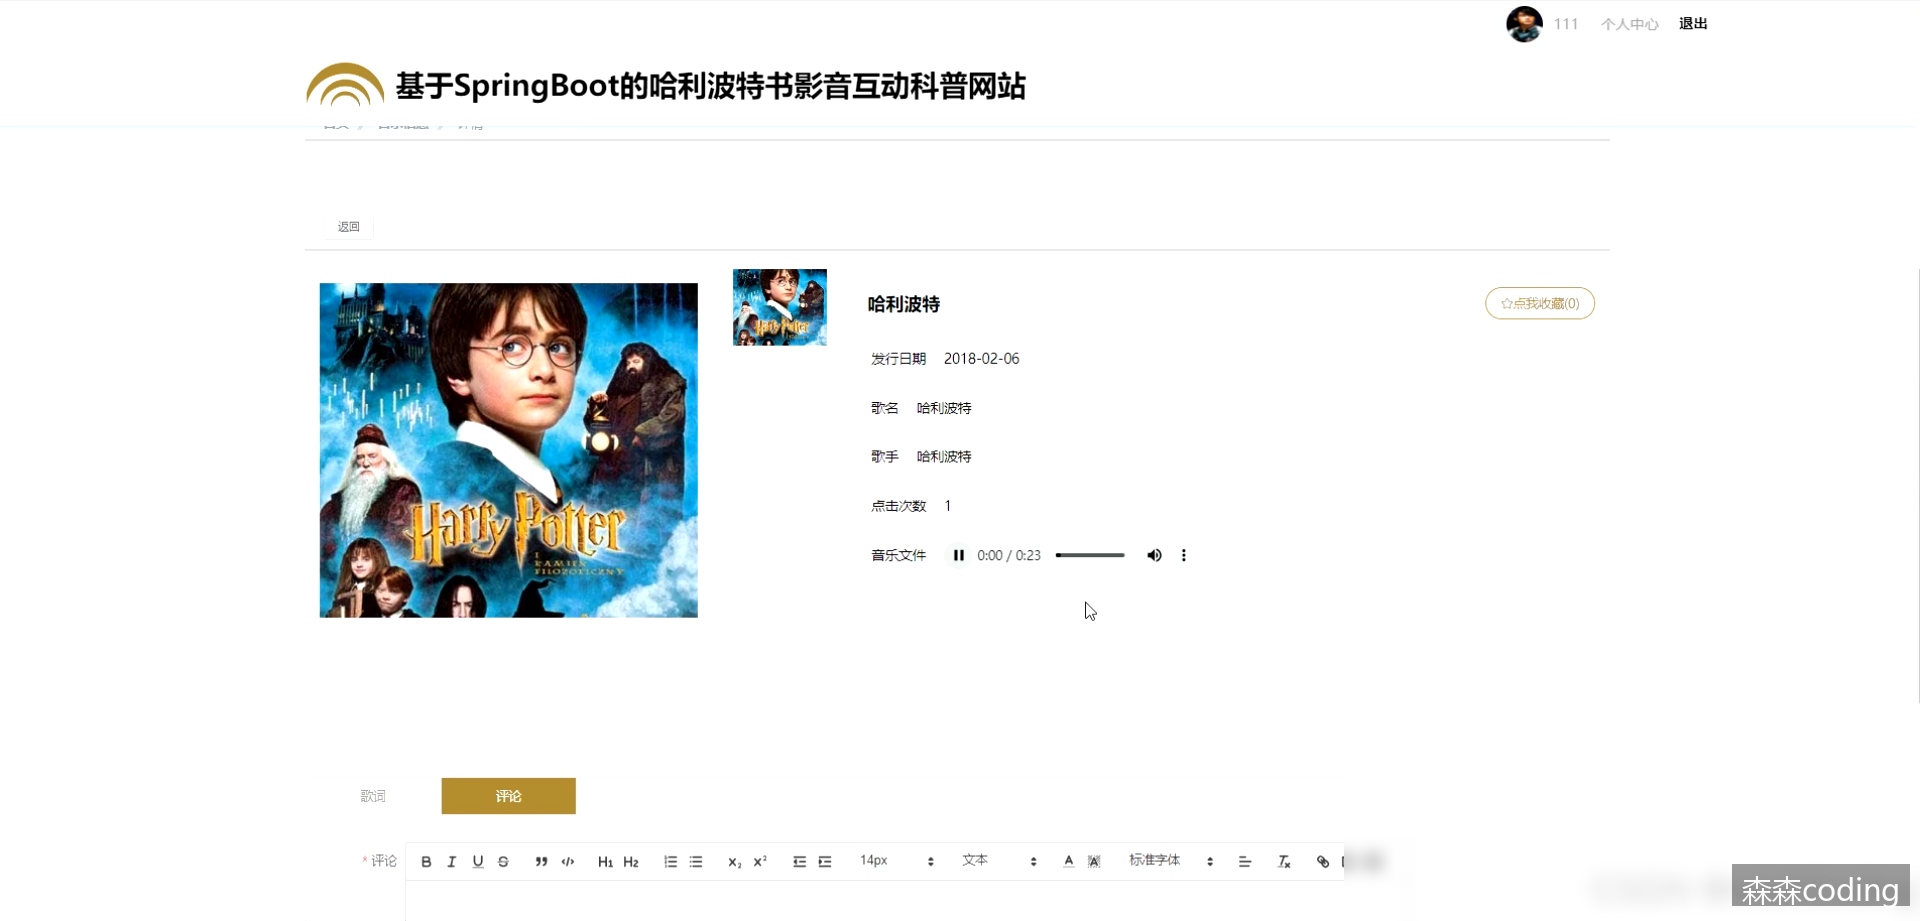 111 个人中心 退出
基于SpringBoot的哈利波特书影音互动科普网站
返回
哈利波特
☆点我收藏(0)
发行日期 2018-02-06
歌名 哈利波特
歌手 哈利波特
点击次数 1
音乐文件 0:00 / 0:23
Harry Potter
I KAMIEŃ
FILOZOFICZNY
Harry Potter
歌词 评论
* 评论 B I U S ” </> H1 H2 x₂ x² 14px 文本 A A 标准字体 Tx
森森coding